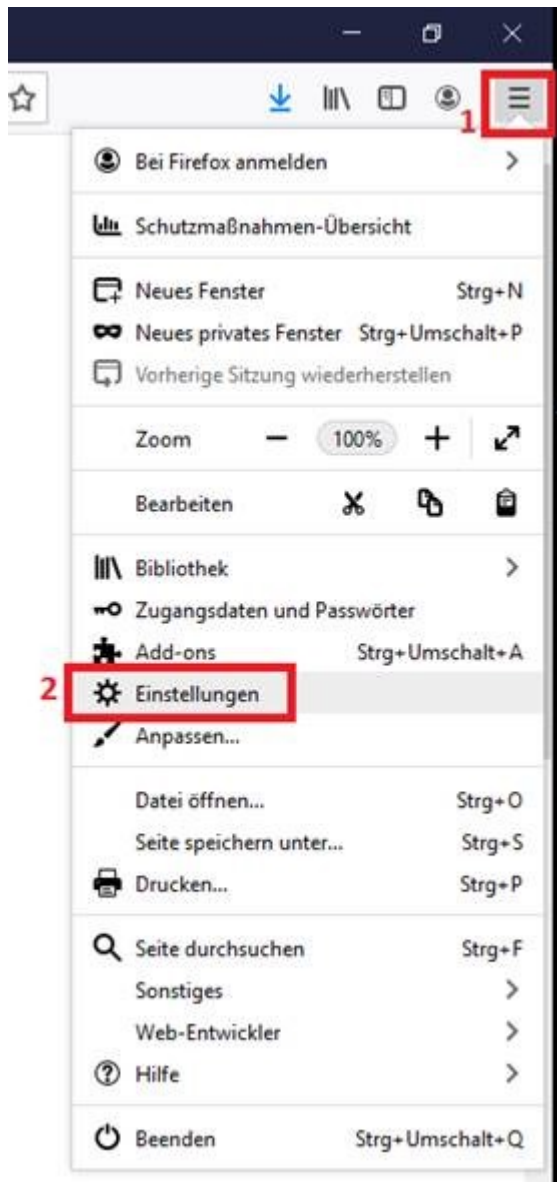 1
Bei Firefox anmelden
Schutzmaßnahmen-Übersicht
Neues Fenster Strg+N
Neues privates Fenster Strg+Umschalt+P
Vorherige Sitzung wiederherstellen
Zoom 100%
Bearbeiten
Bibliothek
Zugangsdaten und Passwörter
Add-ons Strg+Umschalt+A
2 Einstellungen
Anpassen...
Datei öffnen... Strg+O
Seite speichern unter... Strg+S
Drucken... Strg+P
Seite durchsuchen Strg+F
Sonstiges
Web-Entwickler
Hilfe
Beenden Strg+Umschalt+Q